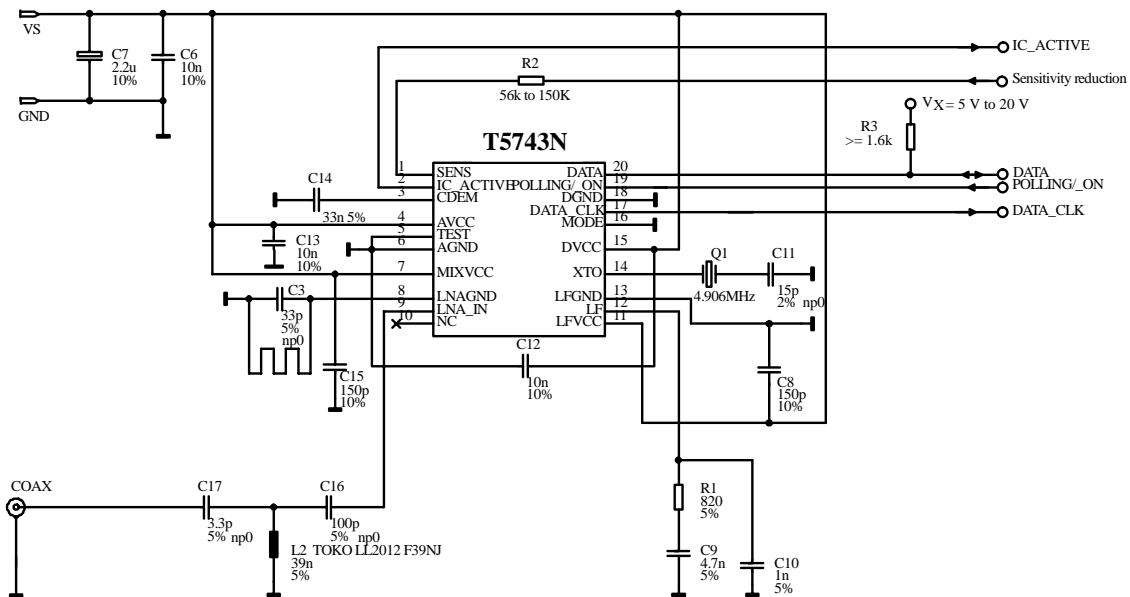 VS
C7
2.2u
10%
C6
10n
10%
GND
IC_ACTIVE
R2
56k to 150K
Sensitivity reduction
VX = 5 V to 20 V
R3
>= 1.6k
T5743N
1 SENS DATA 20
2 IC_ACTIVE POLLING/_ON 19
3 CDEM DGND 18
DATA_CLK 17
4 AVCC MODE 16
5 TEST
6 AGND DVCC 15
7 MIXVCC XTO 14
8 LNAGND LFGND 13
9 LNA_IN LF 12
10 NC LFVCC 11
DATA
POLLING/_ON
DATA_CLK
C14
33n 5%
C13
10n
10%
Q1
4.906MHz
C11
15p
2% np0
C3
33p
5%
np0
C15
150p
10%
C12
10n
10%
C8
150p
10%
COAX
C17
3.3p
5% np0
C16
100p
5% np0
L2 TOKO LL2012 F39NJ
39n
5%
R1
820
5%
C9
4.7n
5%
C10
1n
5%